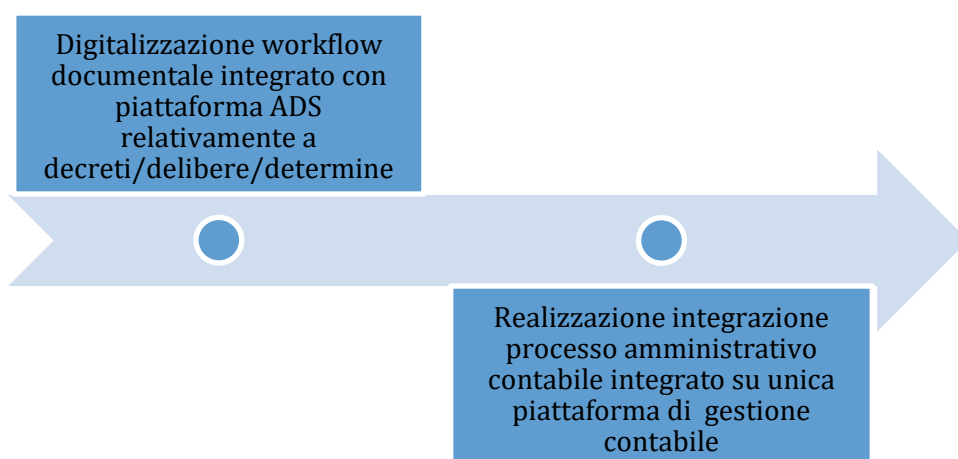 Digitalizzazione workflow
documentale integrato con
piattaforma ADS
relativamente a
decreti/delibere/determine
Realizzazione integrazione
processo amministrativo
contabile integrato su unica
piattaforma di  gestione
contabile